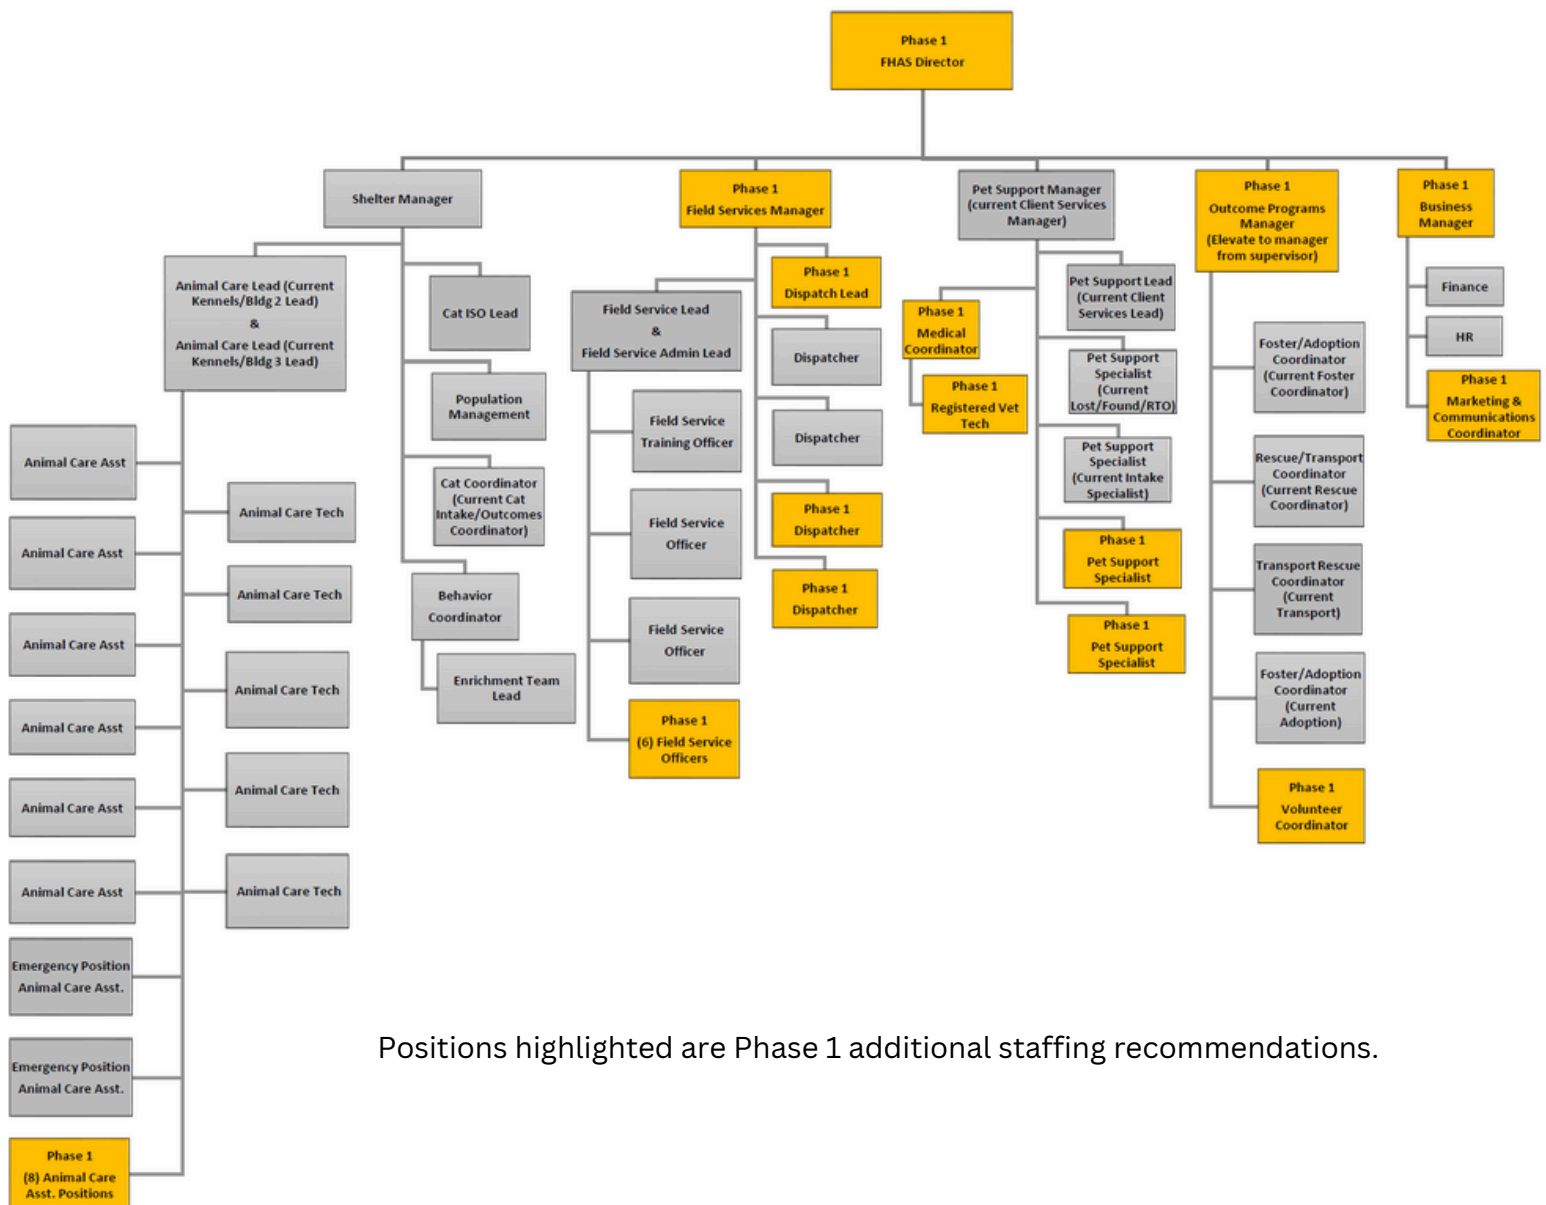 Phase 1
FHAS Director
Shelter Manager
Phase 1
Field Services Manager
Pet Support Manager
(current Client Services
Manager)
Phase 1
Outcome Programs
Manager
(Elevate to manager
from supervisor)
Phase 1
Business
Manager
Animal Care Lead (Current
Kennels/Bldg 2 Lead)
&
Animal Care Lead (Current
Kennels/Bldg 3 Lead)
Animal Care Asst
Animal Care Asst
Animal Care Asst
Animal Care Asst
Animal Care Asst
Animal Care Asst
Emergency Position
Animal Care Asst.
Emergency Position
Animal Care Asst.
Phase 1
(8) Animal Care
Asst. Positions
Animal Care Tech
Animal Care Tech
Animal Care Tech
Animal Care Tech
Animal Care Tech
Cat ISO Lead
Population
Management
Cat Coordinator
(Current Cat
Intake/Outcomes
Coordinator)
Behavior
Coordinator
Enrichment Team
Lead
Field Service Lead
&
Field Service Admin Lead
Field Service
Training Officer
Field Service
Officer
Field Service
Officer
Phase 1
(6) Field Service
Officers
Phase 1
Dispatch Lead
Dispatcher
Dispatcher
Phase 1
Dispatcher
Phase 1
Dispatcher
Phase 1
Medical
Coordinator
Phase 1
Registered Vet
Tech
Pet Support Lead
(Current Client
Services Lead)
Pet Support
Specialist
(Current
Lost/Found/RTO)
Pet Support
Specialist
(Current Intake
Specialist)
Phase 1
Pet Support
Specialist
Phase 1
Pet Support
Specialist
Foster/Adoption
Coordinator
(Current Foster
Coordinator)
Rescue/Transport
Coordinator
(Current Rescue
Coordinator)
Transport Rescue
Coordinator
(Current
Transport)
Foster/Adoption
Coordinator
(Current
Adoption)
Phase 1
Volunteer
Coordinator
Finance
HR
Phase 1
Marketing &
Communications
Coordinator
Positions highlighted are Phase 1 additional staffing recommendations.